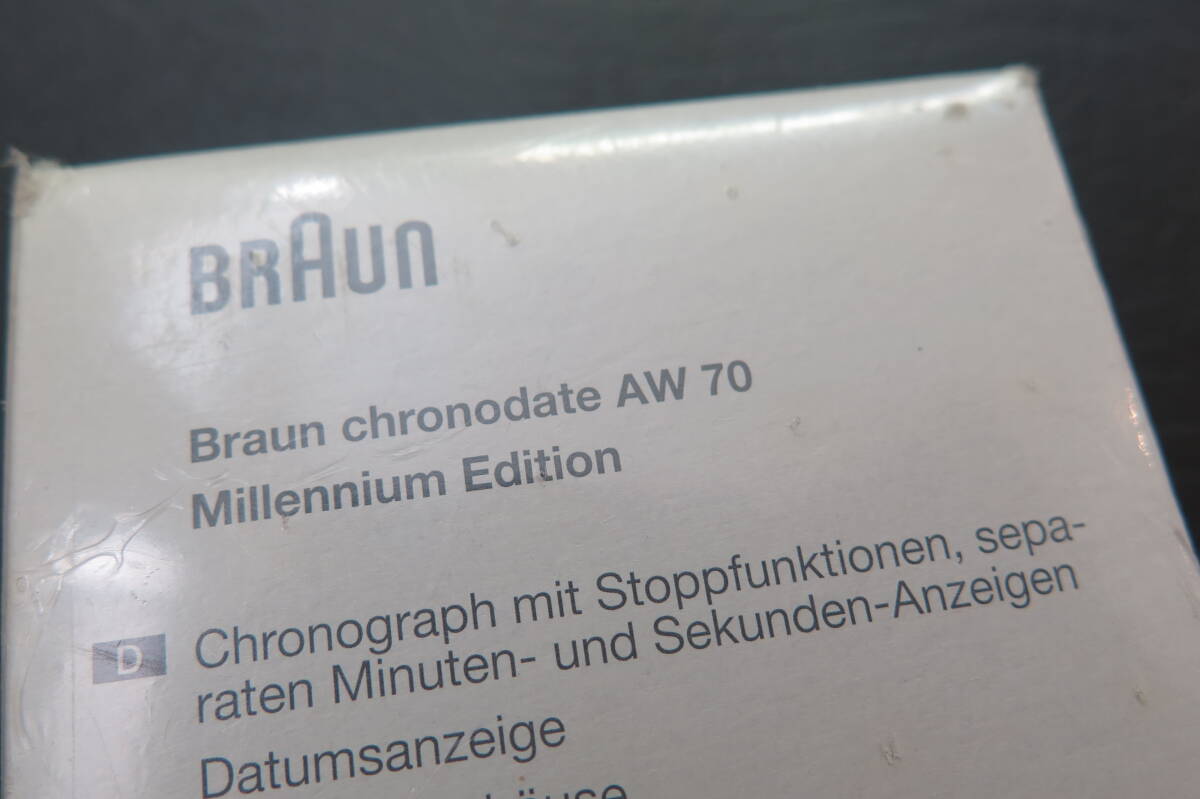 BRAUN
Braun chronodate AW 70
Millennium Edition
D Chronograph mit Stoppfunktionen, sepa-
raten Minuten- und Sekunden-Anzeigen
Datumsanzeige